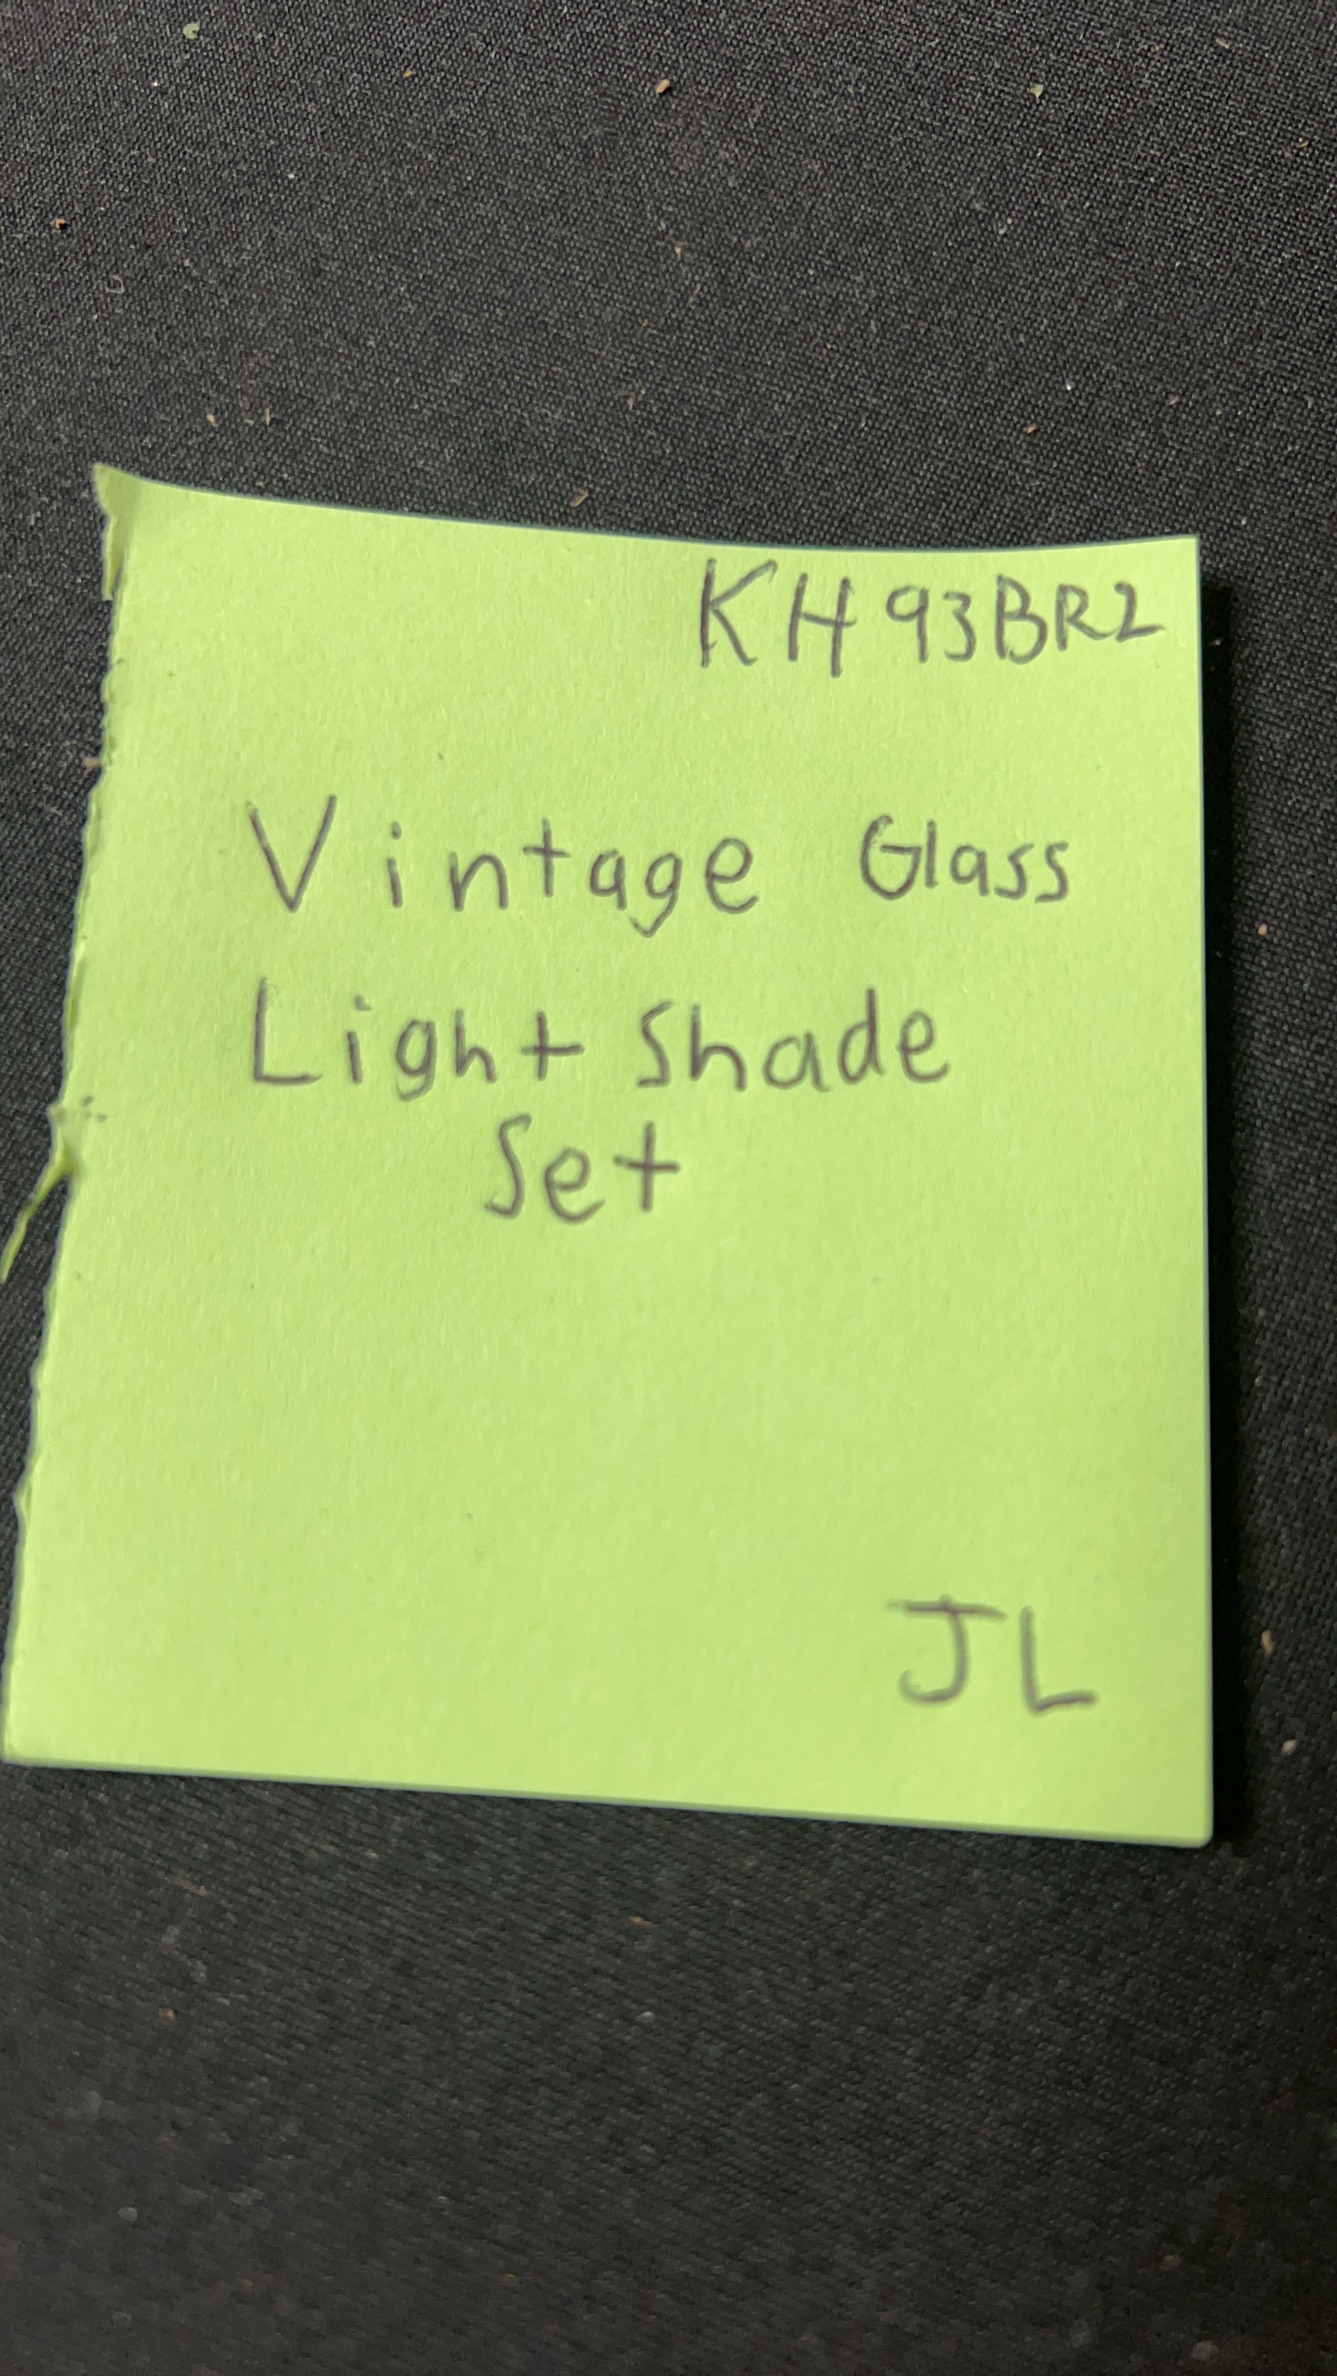 KH93BR2
Vintage Glass
Light Shade
Set
JL